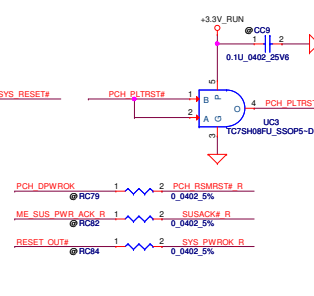 +3.3V_RUN
@CC9
1 2
0.1U_0402_25V6
SYS_RESET#
PCH_PLTRST#
1 B
2 A
5 P
G 3
O 4
PCH_PLTRST
UC3
TC7SH08FU_SSOP5~D
PCH_DPWROK 1 2 PCH_RSMRST#_R
@RC79 0_0402_5%
ME_SUS_PWR_ACK_R 1 2 SUSACK#_R
@RC82 0_0402_5%
RESET_OUT# 1 2 SYS_PWROK_R
@RC84 0_0402_5%